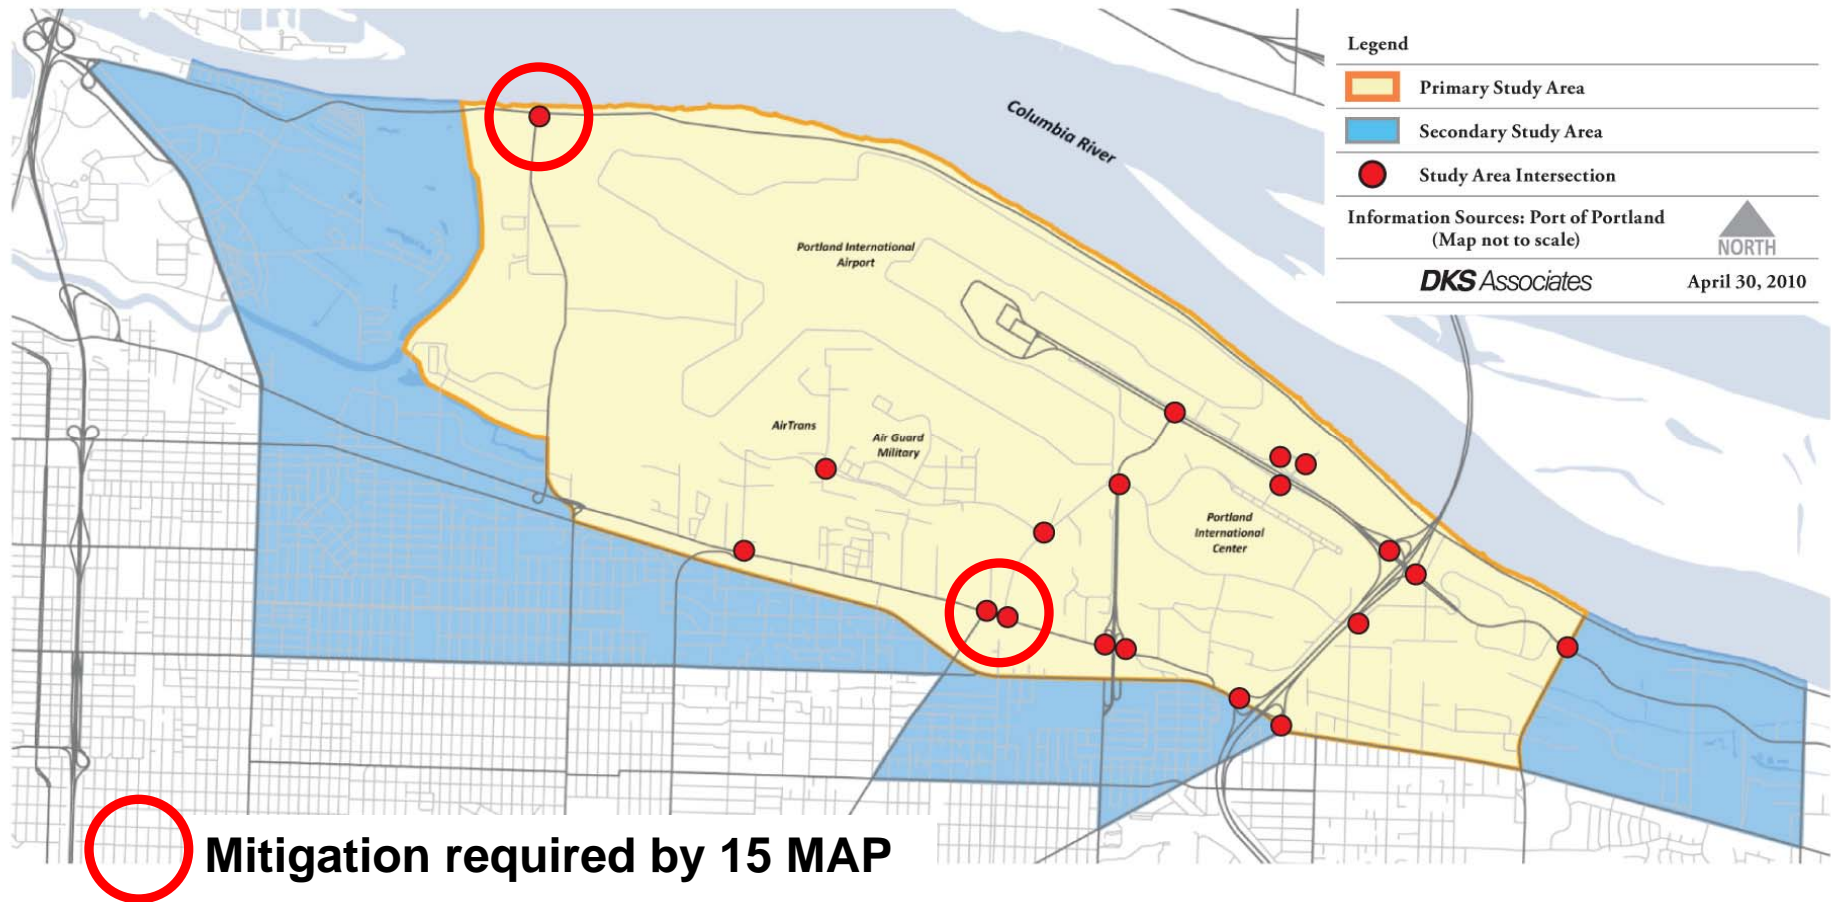 Legend
Primary Study Area
Secondary Study Area
Study Area Intersection
Information Sources: Port of Portland
(Map not to scale)
NORTH
DKS Associates
April 30, 2010
Columbia River
Portland International
Airport
AirTrans
Air Guard
Military
Portland
International
Center
Mitigation required by 15 MAP